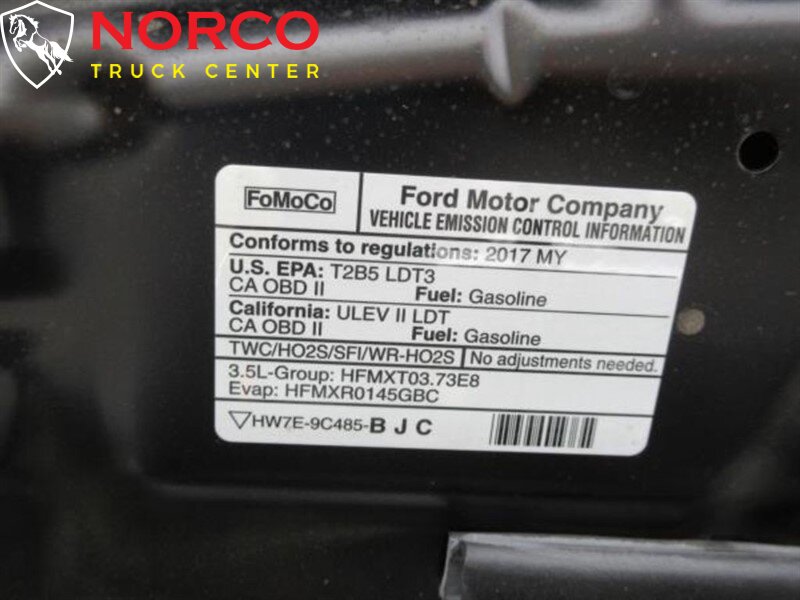 NORCO
TRUCK CENTER
FoMoCo
Ford Motor Company
VEHICLE EMISSION CONTROL INFORMATION
Conforms to regulations: 2017 MY
U.S. EPA: T2B5 LDT3
CA OBD II Fuel: Gasoline
California: ULEV II LDT
CA OBD II Fuel: Gasoline
TWC/HO2S/SFI/WR-HO2S No adjustments needed.
3.5L-Group: HFMXT03.73E8
Evap: HFMXR0145GBC
HW7E-9C485-B J C